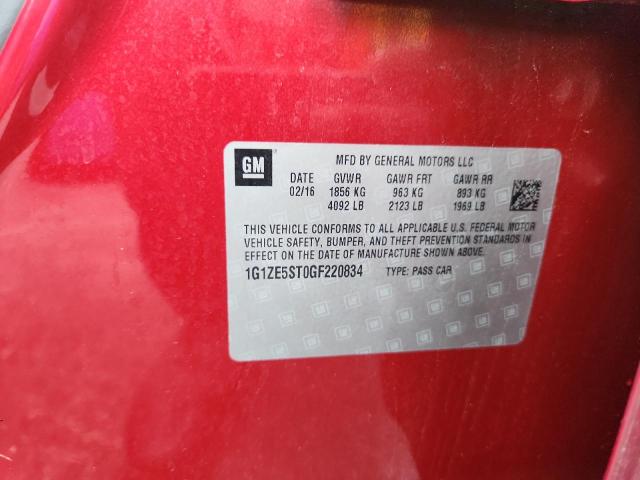 GM MFD BY GENERAL MOTORS LLC
DATE GVWR GAWR FRT GAWR RR
02/16 1856 KG 963 KG 893 KG
4092 LB 2123 LB 1969 LB
THIS VEHICLE CONFORMS TO ALL APPLICABLE U.S. FEDERAL MOTOR
VEHICLE SAFETY, BUMPER, AND THEFT PREVENTION STANDARDS IN
EFFECT ON THE DATE OF MANUFACTURE SHOWN ABOVE.
1G1ZE5ST0GF220834 TYPE: PASS CAR